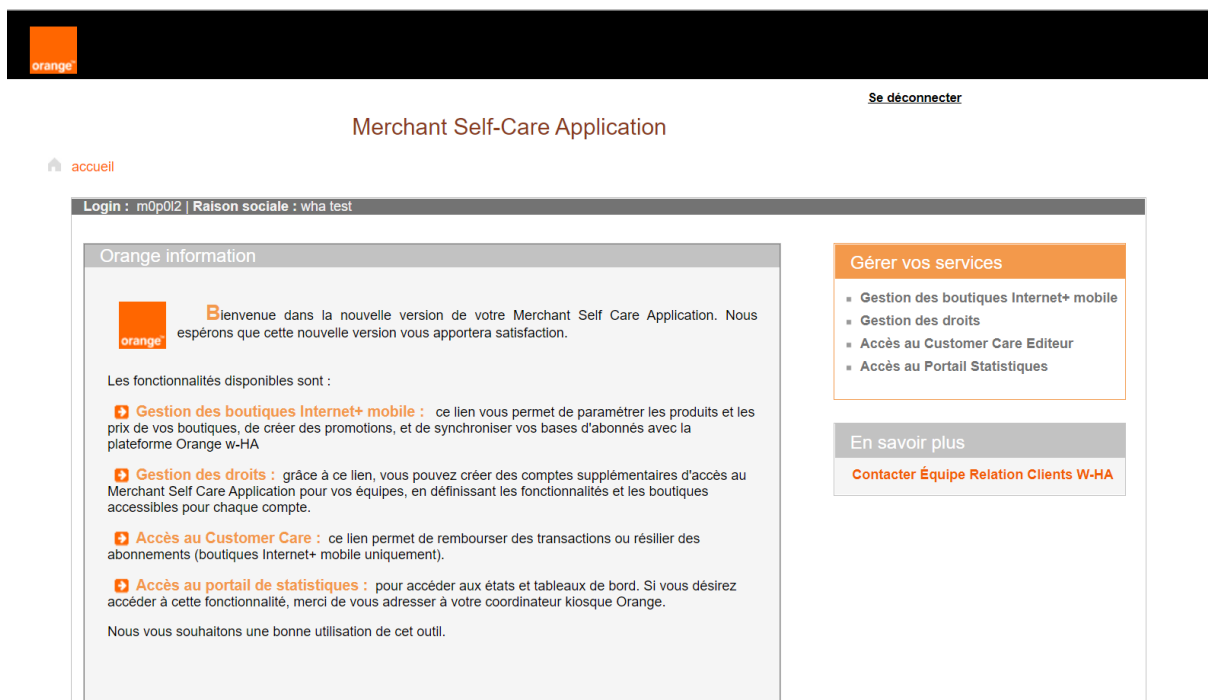 orange™
Se déconnecter
Merchant Self-Care Application
accueil
Login : m0p0l2 | Raison sociale : wha test
Orange information
orange™
Bienvenue dans la nouvelle version de votre Merchant Self Care Application. Nous
espérons que cette nouvelle version vous apportera satisfaction.
Les fonctionnalités disponibles sont :
Gestion des boutiques Internet+ mobile : ce lien vous permet de paramétrer les produits et les
prix de vos boutiques, de créer des promotions, et de synchroniser vos bases d'abonnés avec la
plateforme Orange w-HA
Gestion des droits : grâce à ce lien, vous pouvez créer des comptes supplémentaires d'accès au
Merchant Self Care Application pour vos équipes, en définissant les fonctionnalités et les boutiques
accessibles pour chaque compte.
Accès au Customer Care : ce lien permet de rembourser des transactions ou résilier des
abonnements (boutiques Internet+ mobile uniquement).
Accès au portail de statistiques : pour accéder aux états et tableaux de bord. Si vous désirez
accéder à cette fonctionnalité, merci de vous adresser à votre coordinateur kiosque Orange.
Nous vous souhaitons une bonne utilisation de cet outil.
Gérer vos services
Gestion des boutiques Internet+ mobile
Gestion des droits
Accès au Customer Care Editeur
Accès au Portail Statistiques
En savoir plus
Contacter Équipe Relation Clients W-HA